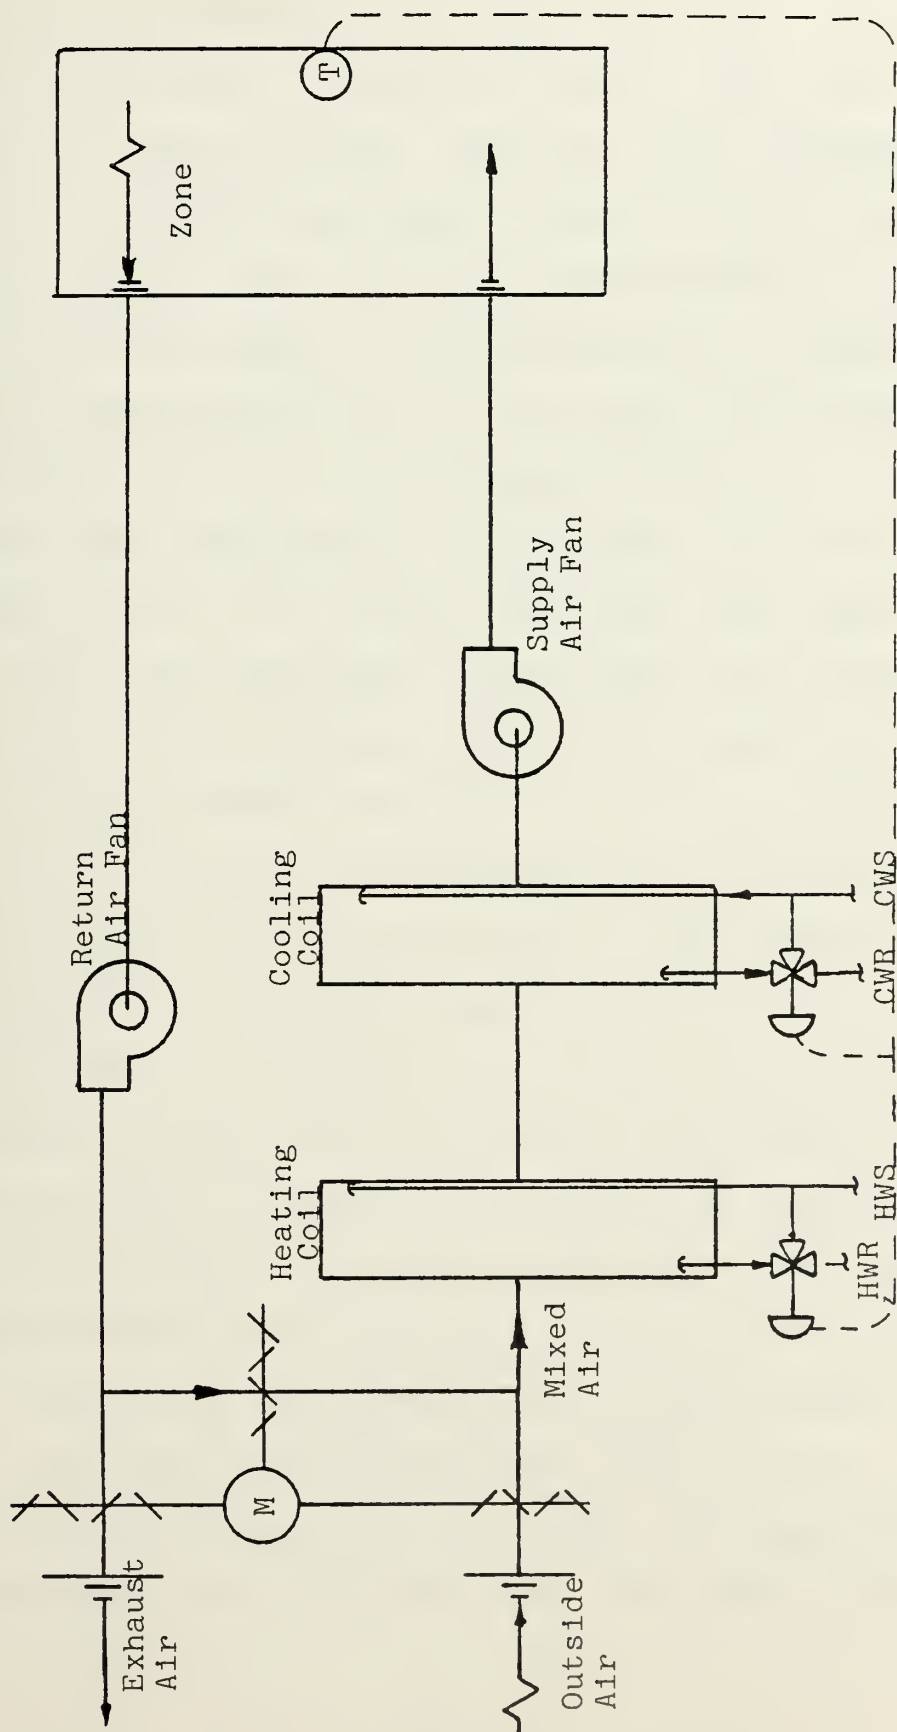 T
Zone
Return
Air Fan
Supply
Air Fan
Cooling
Coil
CWS
CWR
Heating
Coil
HWS
HWR
Mixed
Air
M
Exhaust
Air
Outside
Air